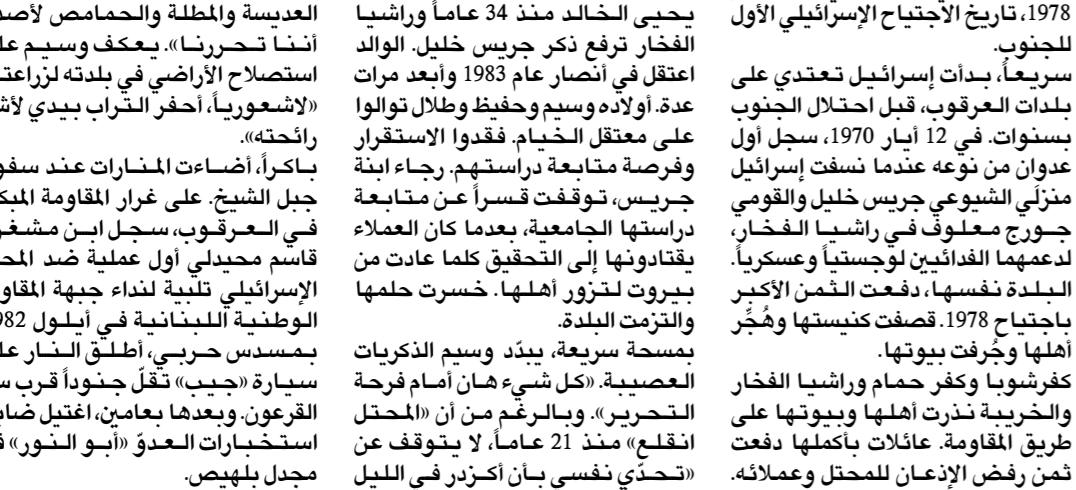 1978، تاريخ الاجتياح الإسرائيلي الأول
للجنوب.
سريعاً، بدأت إسرائيل تعتدي على
بلدات العرقوب، قبل احتلال الجنوب
بسنوات. في 12 أيار 1970، سجل أول
عدوان من نوعه عندما نسفت إسرائيل
منزلَي الشيوعي جريس خليل والقومي
جورج معلوف في راشيا الفخار،
لدعمهما الفدائيين لوجستياً وعسكرياً.
البلدة نفسها، دفعت الثمن الأكبر
باجتياح 1978. قصفت كنيستها وهُجِّر
أهلها وجُرفت بيوتها.
كفرشوبا وكفر حمام وراشيا الفخار
والخريبة نذرت أهلها وبيوتها على
طريق المقاومة. عائلات بأكملها دفعت
ثمن رفض الإذعان للمحتل وعملائه.
يحيى الخالد منذ 34 عاماً وراشيا
الفخار ترفع ذكر جريس خليل. الوالد
اعتقل في أنصار عام 1983 وأبعد مرات
عدة. أولاده وسيم وحفيظ وطلال توالوا
على معتقل الخيام. فقدوا الاستقرار
وفرصة متابعة دراستهم. رجاء ابنة
جريس، توقفت قسراً عن متابعة
دراستها الجامعية، بعدما كان العملاء
يقتادونها إلى التحقيق كلما عادت من
بيروت لتزور أهلها. خسرت حلمها
والتزمت البلدة.
بمسحة سريعة، يبدّد وسيم الذكريات
العصيبة. «كل شيء هان أمام فرحة
التحرير». وبالرغم من أن «المحتل
انقلع» منذ 21 عاماً، لا يتوقف عن
«تحدّي نفسي بأن أكزدر في الليل
العديسة والمطلة والحمامص لأصد
أننا تحررنا». يعكف وسيم عل
استصلاح الأراضي في بلدته لزراعت
«لاشعورياً، أحفر التراب بيدي لأش
رائحته».
باكراً، أضاءت المنارات عند سفو
جبل الشيخ. على غرار المقاومة المبك
في العرقوب، سجل ابن مشغر
قاسم محيدلي أول عملية ضد المح
الإسرائيلي تلبية لنداء جبهة المقاو
الوطنية اللبنانية في أيلول 982
بمسدس حربي، أطلق النار عل
سيارة «جيب» تقلّ جنوداً قرب س
القرعون. وبعدها بعامين، اغتيل ضاب
استخبارات العدوّ «أبو النور» ف
مجدل بلهيص.